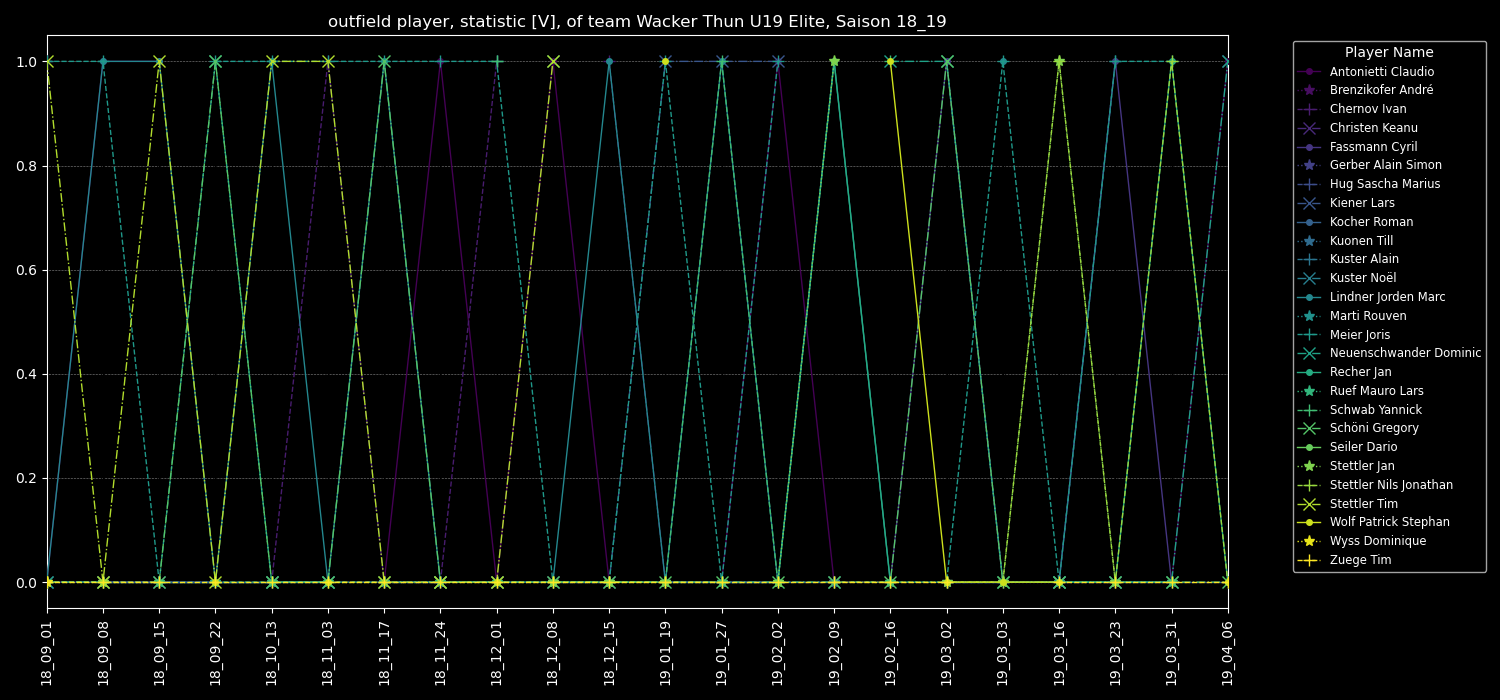 outfield player, statistic [V], of team Wacker Thun U19 Elite, Saison 18_19
1.0
0.8
0.6
0.4
0.2
0.0
18_09_01
18_09_08
18_09_15
18_09_22
18_10_13
18_11_03
18_11_17
18_11_24
18_12_01
18_12_08
18_12_15
19_01_19
19_01_27
19_02_02
19_02_09
19_02_16
19_03_02
19_03_03
19_03_16
19_03_23
19_03_31
19_04_06
Player Name
Antonietti Claudio
Brenzikofer André
Chernov Ivan
Christen Keanu
Fassmann Cyril
Gerber Alain Simon
Hug Sascha Marius
Kiener Lars
Kocher Roman
Kuonen Till
Kuster Alain
Kuster Noël
Lindner Jorden Marc
Marti Rouven
Meier Joris
Neuenschwander Dominic
Recher Jan
Ruef Mauro Lars
Schwab Yannick
Schöni Gregory
Seiler Dario
Stettler Jan
Stettler Nils Jonathan
Stettler Tim
Wolf Patrick Stephan
Wyss Dominique
Zuege Tim